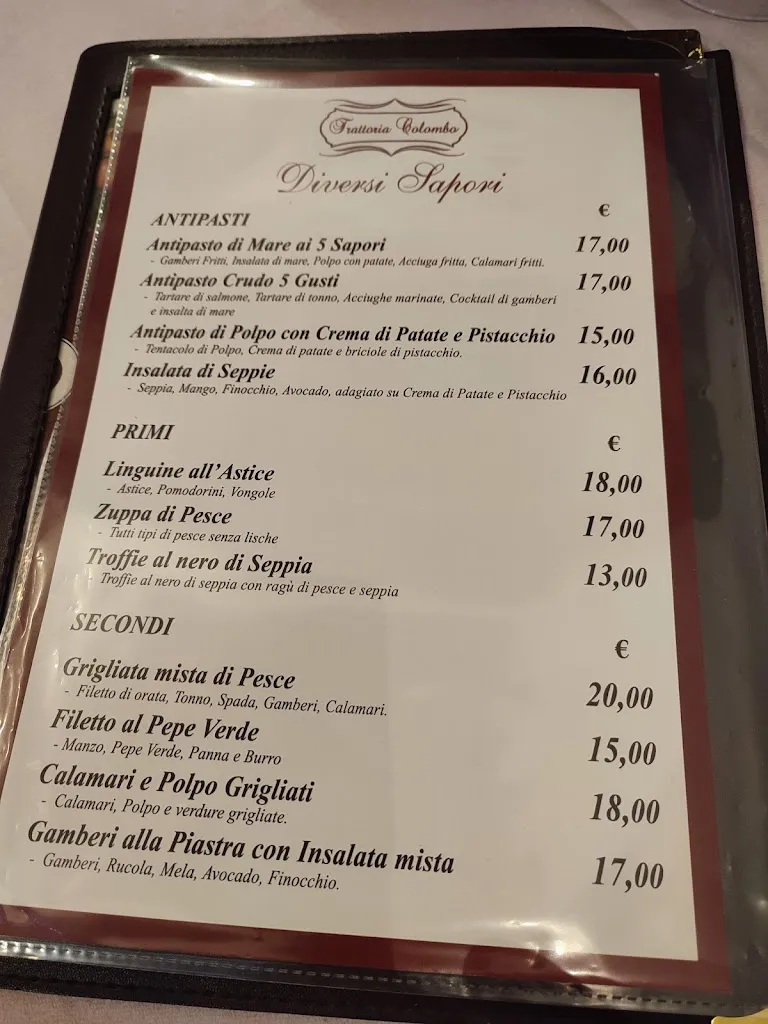 Trattoria Colombo
Diversi Sapori
ANTIPASTI €
Antipasto di Mare ai 5 Sapori 17,00
- Gamberi Fritti, Insalata di mare, Polpo con patate, Acciuga fritta, Calamari fritti.
Antipasto Crudo 5 Gusti 17,00
- Tartare di salmone, Tartare di tonno, Acciughe marinate, Cocktail di gamberi
e insalta di mare
Antipasto di Polpo con Crema di Patate e Pistacchio 15,00
- Tentacolo di Polpo, Crema di patate e briciole di pistacchio.
Insalata di Seppie 16,00
- Seppia, Mango, Finocchio, Avocado, adagiato su Crema di Patate e Pistacchio
PRIMI €
Linguine all'Astice 18,00
- Astice, Pomodorini, Vongole
Zuppa di Pesce 17,00
- Tutti tipi di pesce senza lische
Troffie al nero di Seppia 13,00
- Troffie al nero di seppia con ragù di pesce e seppia
SECONDI €
Grigliata mista di Pesce 20,00
- Filetto di orata, Tonno, Spada, Gamberi, Calamari.
Filetto al Pepe Verde 15,00
- Manzo, Pepe Verde, Panna e Burro
Calamari e Polpo Grigliati 18,00
- Calamari, Polpo e verdure grigliate.
Gamberi alla Piastra con Insalata mista 17,00
- Gamberi, Rucola, Mela, Avocado, Finocchio.